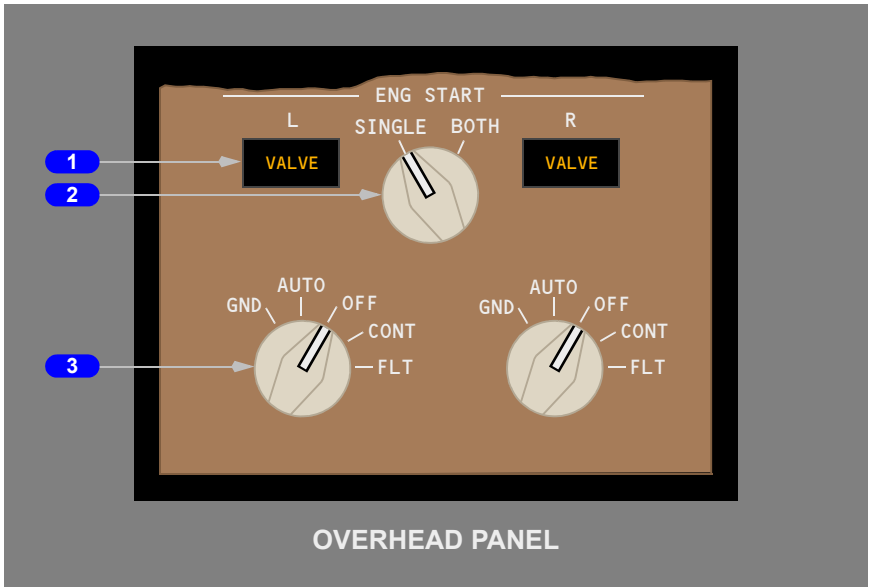 ENG START
L
SINGLE
BOTH
R
1
VALVE
VALVE
2
AUTO
AUTO
GND
OFF
GND
OFF
CONT
CONT
3
FLT
FLT
OVERHEAD PANEL